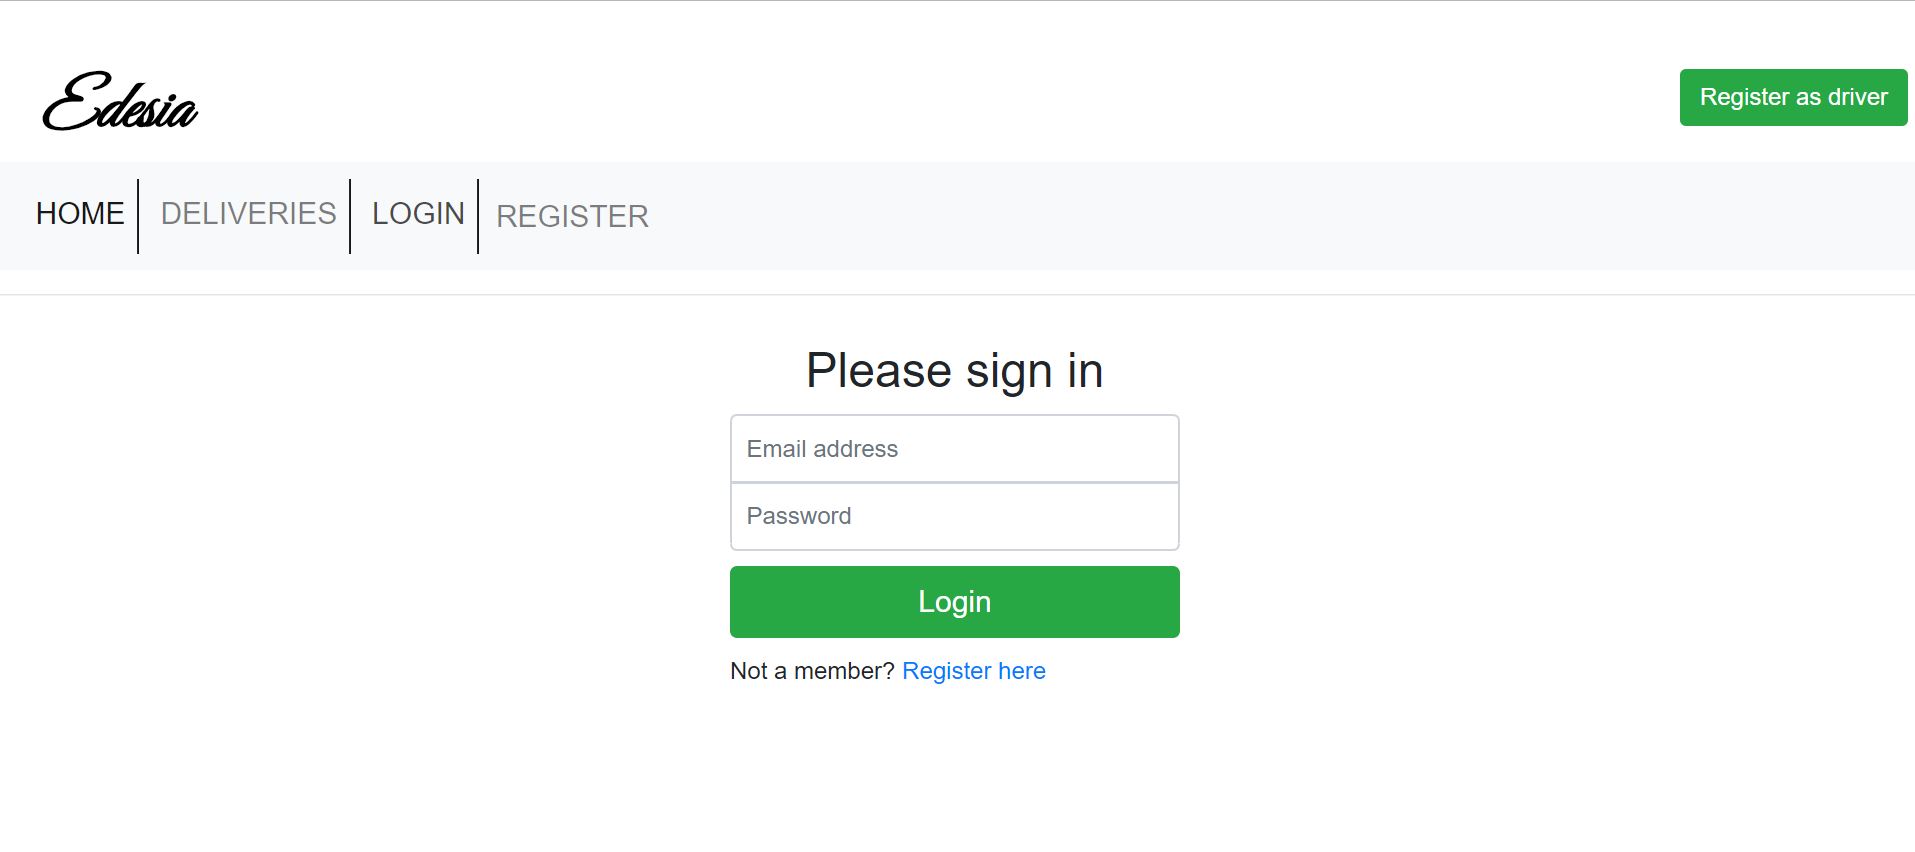 Edesia
Register as driver
HOME DELIVERIES LOGIN REGISTER
Please sign in
Email address
Password
Login
Not a member? Register here